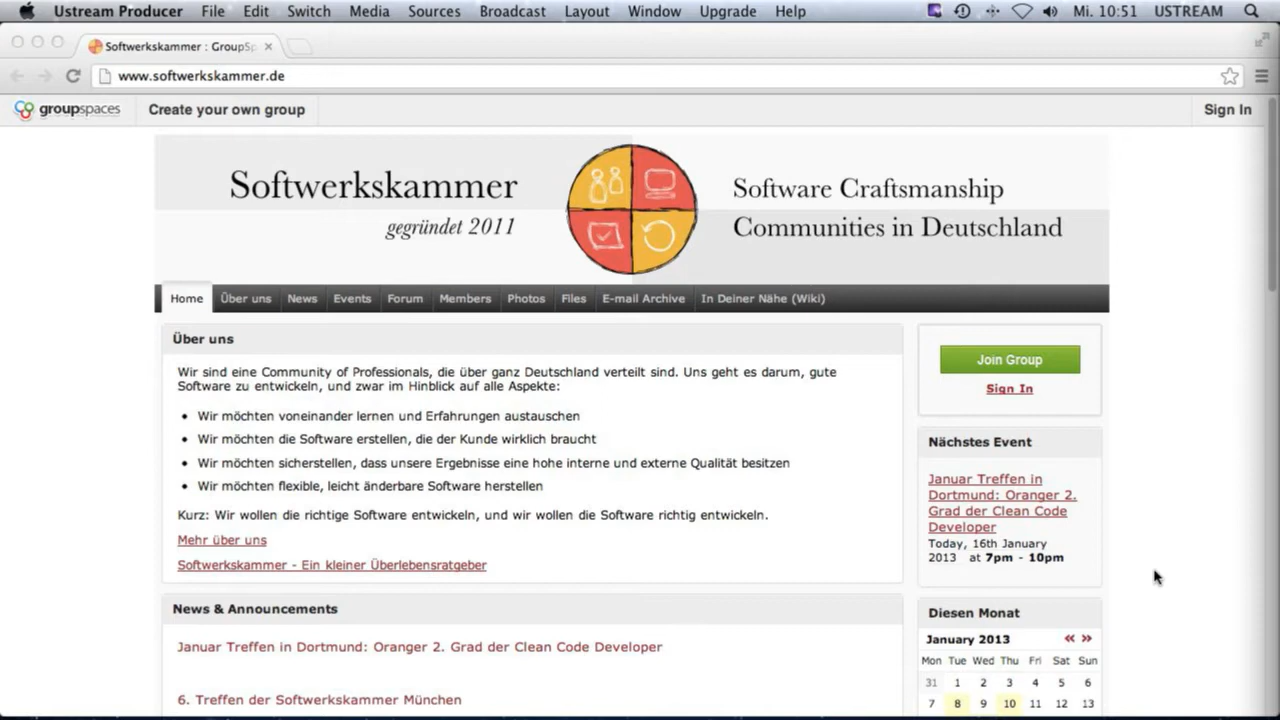 Ustream Producer File Edit Switch Media Sources Broadcast Layout Window Upgrade Help Mi. 10:51 USTREAM
Softwerkskammer : GroupSp
www.softwerkskammer.de
groupspaces Create your own group Sign In
Softwerkskammer
gegründet 2011
Software Craftsmanship
Communities in Deutschland
Home Über uns News Events Forum Members Photos Files E-mail Archive In Deiner Nähe (Wiki)
Über uns
Wir sind eine Community of Professionals, die über ganz Deutschland verteilt sind. Uns geht es darum, gute
Software zu entwickeln, und zwar im Hinblick auf alle Aspekte:
• Wir möchten voneinander lernen und Erfahrungen austauschen
• Wir möchten die Software erstellen, die der Kunde wirklich braucht
• Wir möchten sicherstellen, dass unsere Ergebnisse eine hohe interne und externe Qualität besitzen
• Wir möchten flexible, leicht änderbare Software herstellen
Kurz: Wir wollen die richtige Software entwickeln, und wir wollen die Software richtig entwickeln.
Mehr über uns
Softwerkskammer - Ein kleiner Überlebensratgeber
News & Announcements
Januar Treffen in Dortmund: Oranger 2. Grad der Clean Code Developer
6. Treffen der Softwerkskammer München
Join Group
Sign In
Nächstes Event
Januar Treffen in
Dortmund: Oranger 2.
Grad der Clean Code
Developer
Today, 16th January
2013 at 7pm - 10pm
Diesen Monat
January 2013 « »
Mon Tue Wed Thu Fri Sat Sun
31 1 2 3 4 5 6
7 8 9 10 11 12 13